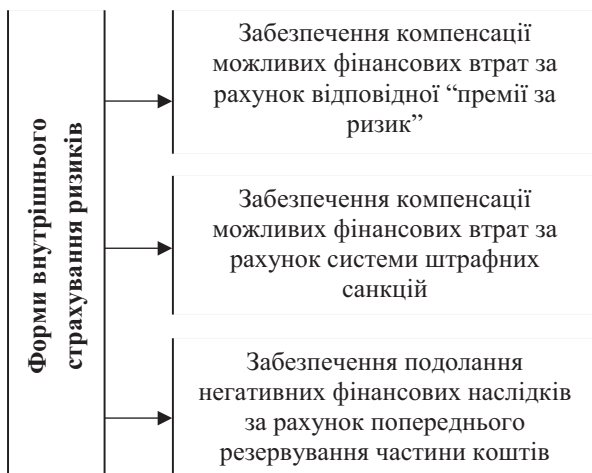 Форми внутрішнього
страхування ризиків
Забезпечення компенсації
можливих фінансових втрат за
рахунок відповідної “премії за
ризик”
Забезпечення компенсації
можливих фінансових втрат за
рахунок системи штрафних
санкцій
Забезпечення подолання
негативних фінансових наслідків
за рахунок попереднього
резервування частини коштів